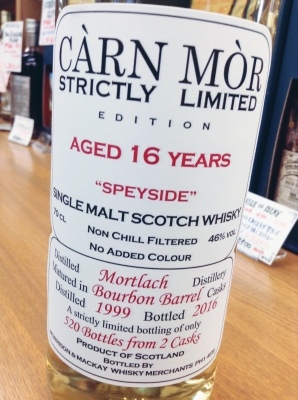 CÀRN MÒR
STRICTLY LIMITED
EDITION
AGED 16 YEARS
"SPEYSIDE"
SINGLE MALT SCOTCH WHISKY
70 CL
NON CHILL FILTERED 46% VOL
NO ADDED COLOUR
Distilled Mortlach Distillery
Matured in Bourbon Barrel Casks
Distilled 1999 Bottled 2016
A strictly limited bottling of only
520 Bottles from 2 Casks
PRODUCT OF SCOTLAND
BOTTLED BY
& MACKAY WHISKY MERCHANTS PH1